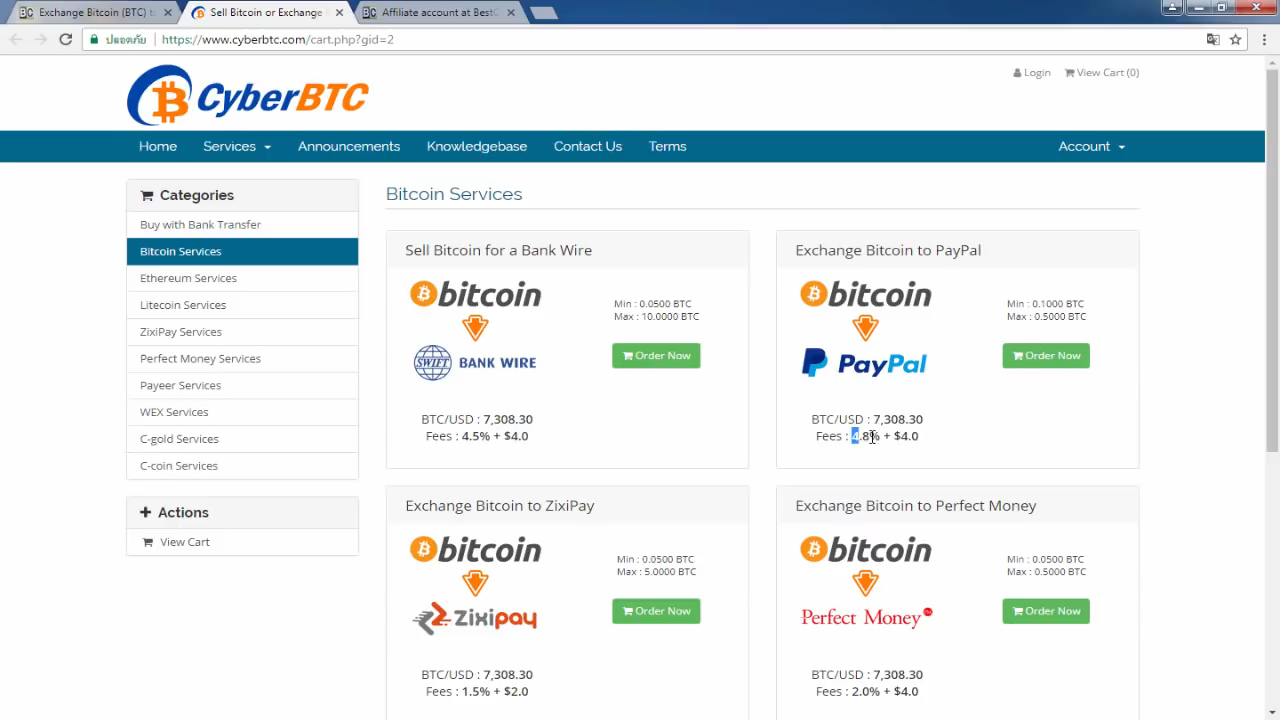 Exchange Bitcoin (BTC) to
Sell Bitcoin or Exchange
Affiliate account at BestC
ปลอดภัย
https://www.cyberbtc.com/cart.php?gid=2
CyberBTC
Login
View Cart (0)
Home
Services
Announcements
Knowledgebase
Contact Us
Terms
Account
Categories
Buy with Bank Transfer
Bitcoin Services
Ethereum Services
Litecoin Services
ZixiPay Services
Perfect Money Services
Payeer Services
WEX Services
C-gold Services
C-coin Services
Actions
View Cart
Bitcoin Services
Sell Bitcoin for a Bank Wire
bitcoin
SWIFT BANK WIRE
Min : 0.0500 BTC
Max : 10.0000 BTC
Order Now
BTC/USD : 7,308.30
Fees : 4.5% + $4.0
Exchange Bitcoin to PayPal
bitcoin
PayPal
Min : 0.1000 BTC
Max : 0.5000 BTC
Order Now
BTC/USD : 7,308.30
Fees : 4.8% + $4.0
Exchange Bitcoin to ZixiPay
bitcoin
Zixipay
Min : 0.0500 BTC
Max : 5.0000 BTC
Order Now
BTC/USD : 7,308.30
Fees : 1.5% + $2.0
Exchange Bitcoin to Perfect Money
bitcoin
Perfect Money
Min : 0.0500 BTC
Max : 0.5000 BTC
Order Now
BTC/USD : 7,308.30
Fees : 2.0% + $4.0